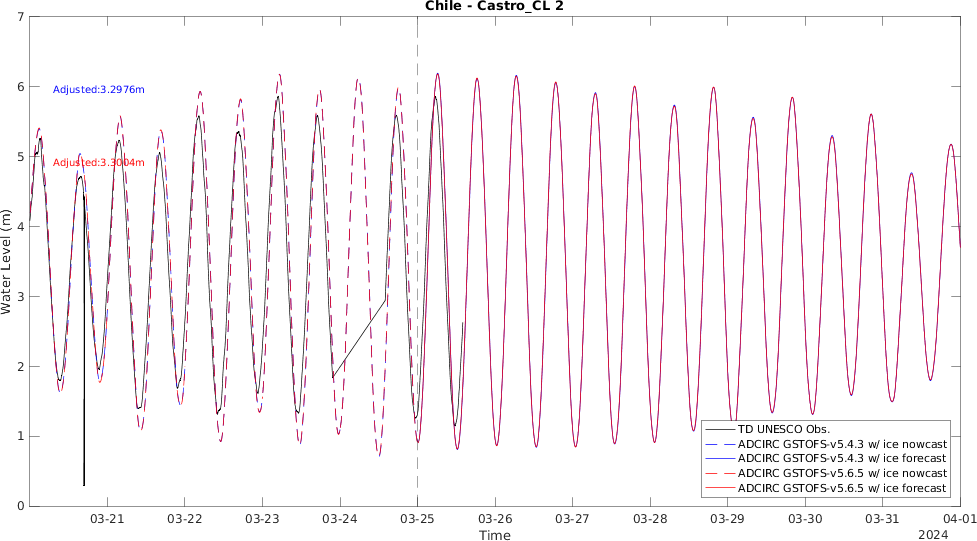 Chile - Castro_CL 2
7
6
5
4
3
2
1
0
Water Level (m)
Adjusted:3.2976m
Adjusted:3.3004m
TD UNESCO Obs.
ADCIRC GSTOFS-v5.4.3 w/ ice nowcast
ADCIRC GSTOFS-v5.4.3 w/ ice forecast
ADCIRC GSTOFS-v5.6.5 w/ ice nowcast
ADCIRC GSTOFS-v5.6.5 w/ ice forecast
03-21 03-22 03-23 03-24 03-25 03-26 03-27 03-28 03-29 03-30 03-31 04-01
Time
2024